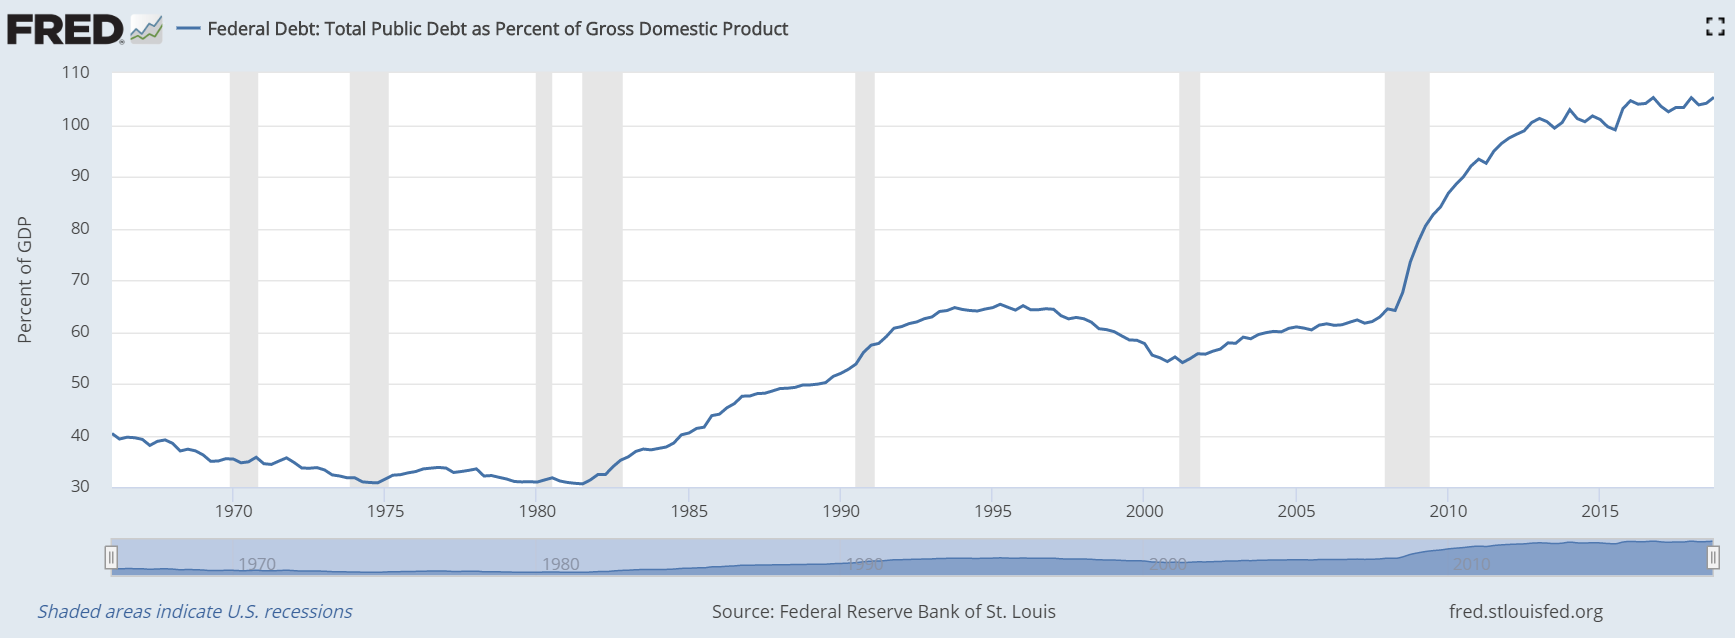 FRED Federal Debt: Total Public Debt as Percent of Gross Domestic Product
110
100
90
80
70
60
50
40
30
Percent of GDP
1970 1975 1980 1985 1990 1995 2000 2005 2010 2015
1970 1980 1990 2000 2010
Shaded areas indicate U.S. recessions Source: Federal Reserve Bank of St. Louis fred.stlouisfed.org